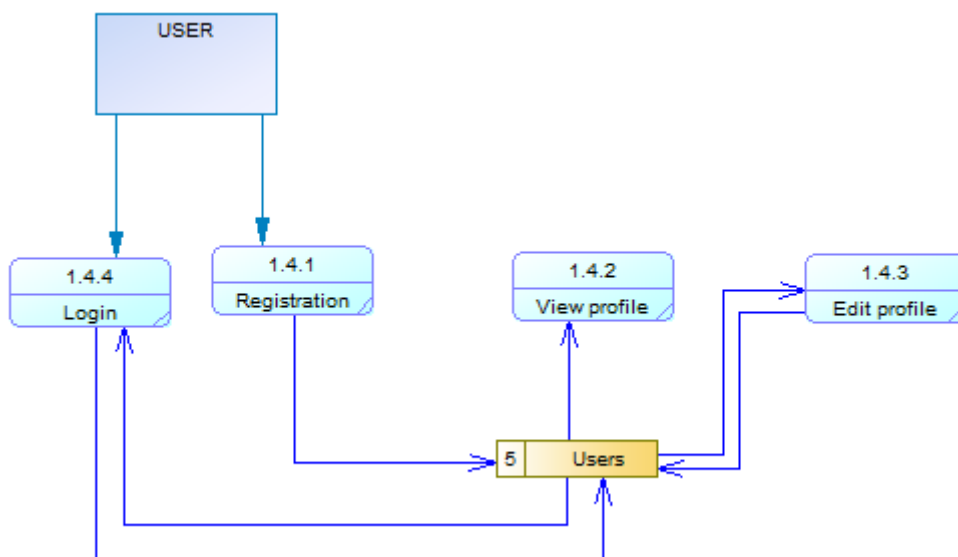 USER
1.4.4
Login
1.4.1
Registration
1.4.2
View profile
1.4.3
Edit profile
5
Users